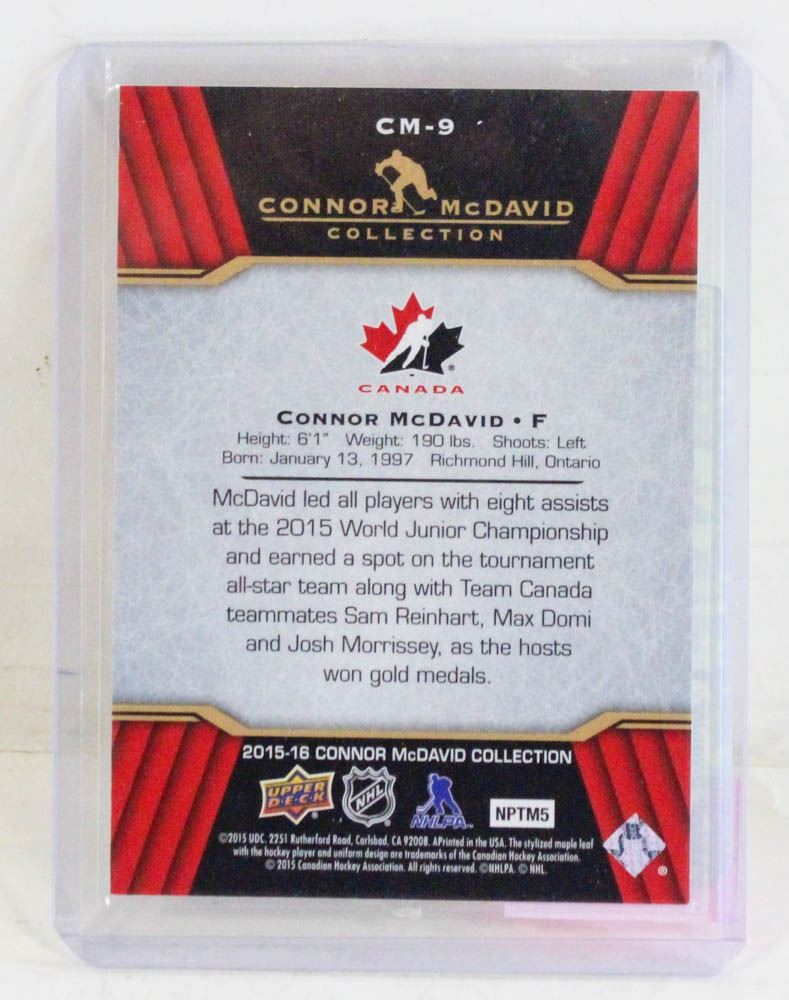 CM-9
CONNOR McDAVID
COLLECTION
CANADA
CONNOR MCDAVID • F
Height: 6'1" Weight: 190 lbs. Shoots: Left
Born: January 13, 1997 Richmond Hill, Ontario
McDavid led all players with eight assists
at the 2015 World Junior Championship
and earned a spot on the tournament
all-star team along with Team Canada
teammates Sam Reinhart, Max Domi
and Josh Morrissey, as the hosts
won gold medals.
2015-16 CONNOR McDAVID COLLECTION
UPPER DECK NHL NHLPA NPTM5
©2015 UDC. 2251 Rutherford Road, Carlsbad, CA 92008. APrinted in the USA. The stylized maple leaf
with the hockey player and uniform design are trademarks of the Canadian Hockey Association.
© 2015 Canadian Hockey Association. All rights reserved. ©NHLPA. © NHL.